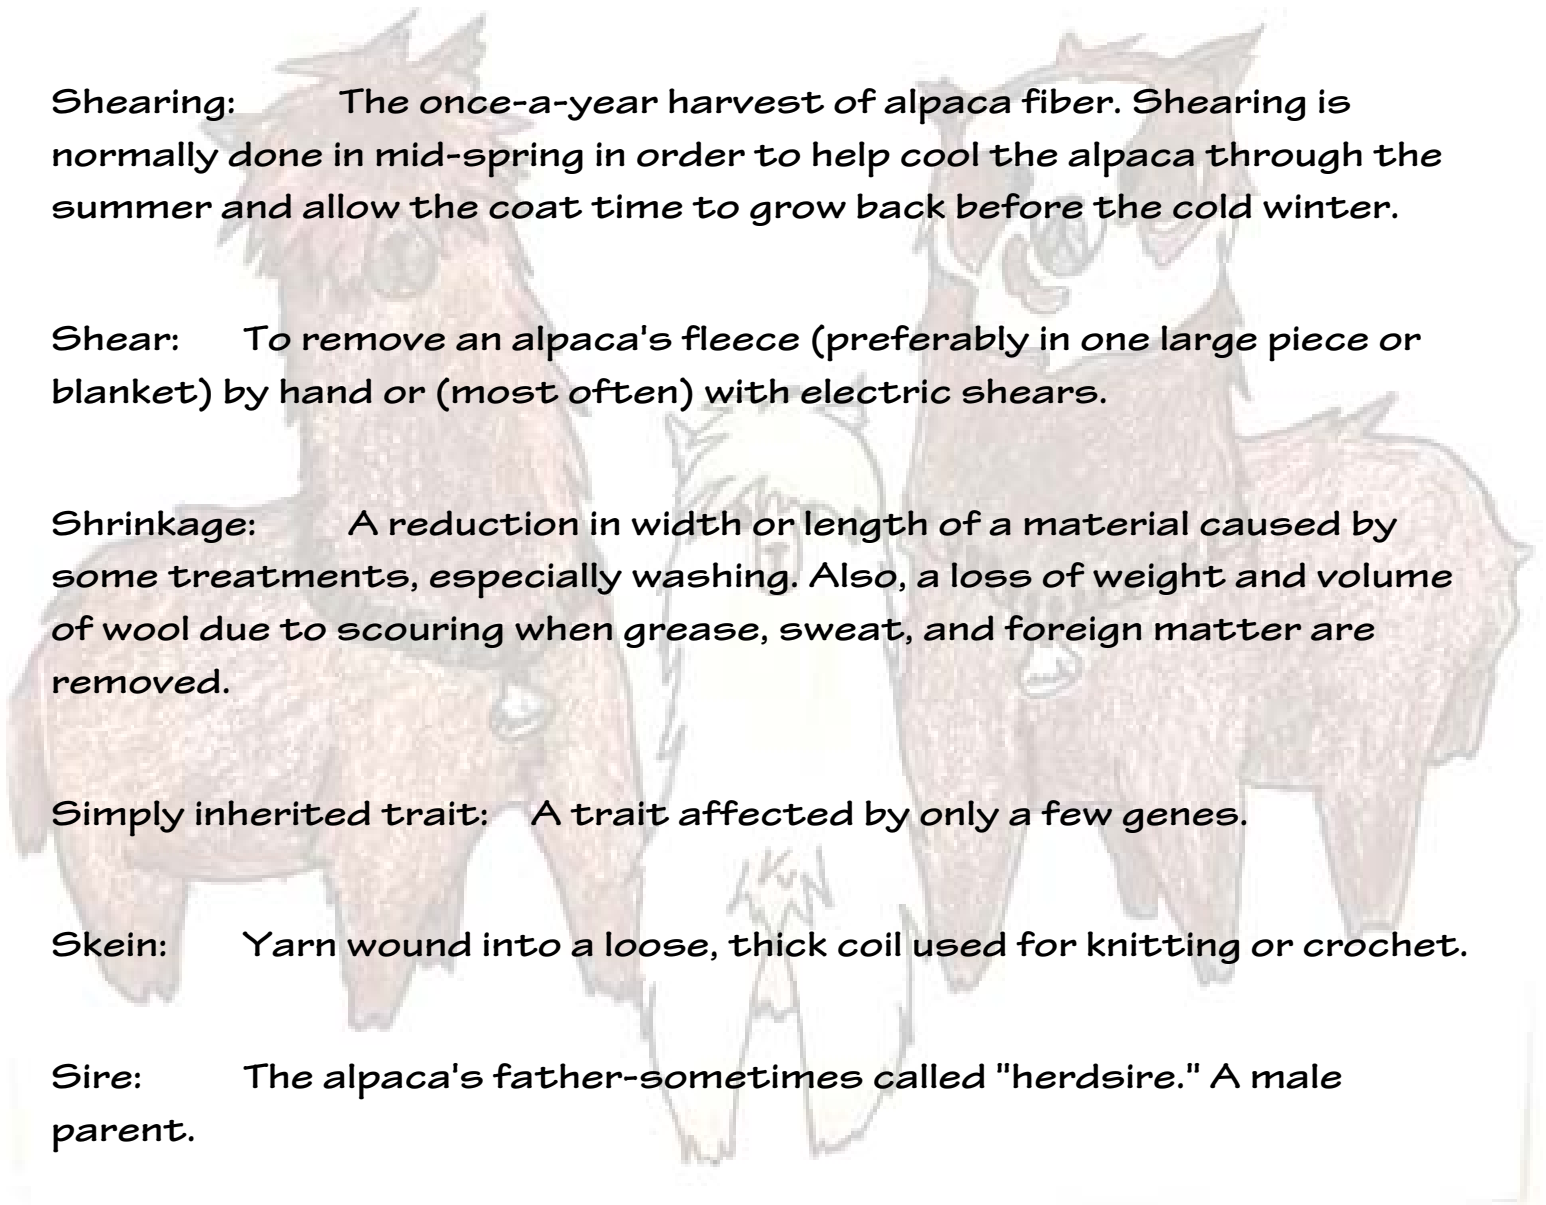 Shearing: The once-a-year harvest of alpaca fiber. Shearing is
normally done in mid-spring in order to help cool the alpaca through the
summer and allow the coat time to grow back before the cold winter.
Shear: To remove an alpaca's fleece (preferably in one large piece or
blanket) by hand or (most often) with electric shears.
Shrinkage: A reduction in width or length of a material caused by
some treatments, especially washing. Also, a loss of weight and volume
of wool due to scouring when grease, sweat, and foreign matter are
removed.
Simply inherited trait: A trait affected by only a few genes.
Skein: Yarn wound into a loose, thick coil used for knitting or crochet.
Sire: The alpaca's father-sometimes called "herdsire." A male
parent.